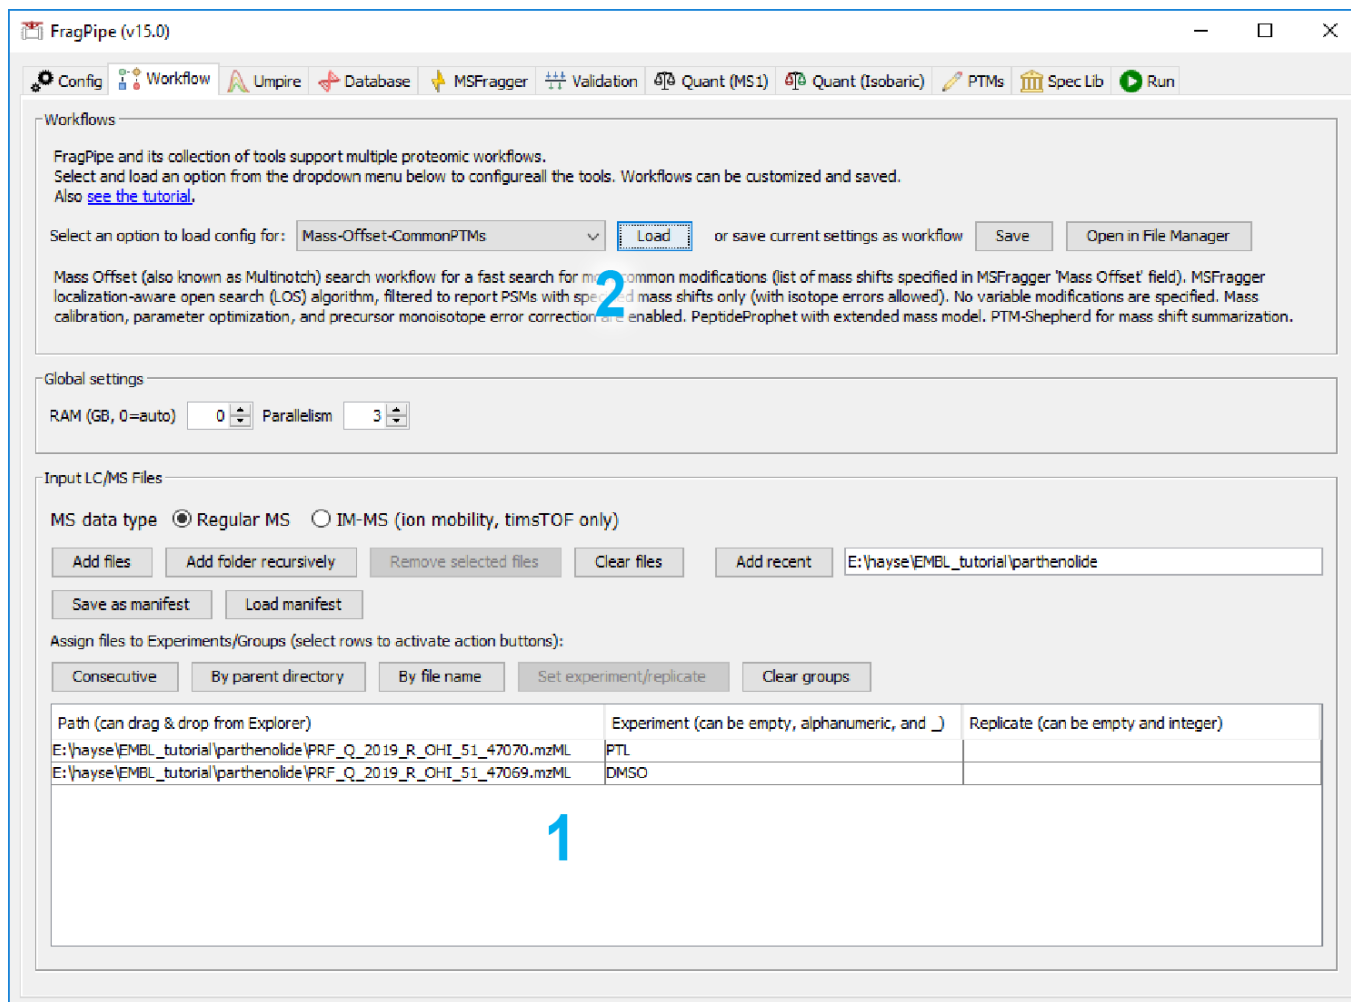 FragPipe (v15.0)
Config Workflow Umpire Database MSFragger Validation Quant (MS1) Quant (Isobaric) PTMs Spec Lib Run
Workflows
FragPipe and its collection of tools support multiple proteomic workflows.
Select and load an option from the dropdown menu below to configureall the tools. Workflows can be customized and saved.
Also see the tutorial.
Select an option to load config for: Mass-Offset-CommonPTMs Load or save current settings as workflow Save Open in File Manager
Mass Offset (also known as Multinotch) search workflow for a fast search for common modifications (list of mass shifts specified in MSFragger 'Mass Offset' field). MSFragger
localization-aware open search (LOS) algorithm, filtered to report PSMs with mass shifts only (with isotope errors allowed). No variable modifications are specified. Mass
calibration, parameter optimization, and precursor monoisotope error correction are enabled. PeptideProphet with extended mass model. PTM-Shepherd for mass shift summarization.
2
Global settings
RAM (GB, 0=auto) 0 Parallelism 3
Input LC/MS Files
MS data type Regular MS IM-MS (ion mobility, timsTOF only)
Add files Add folder recursively Remove selected files Clear files Add recent E:\hayse\EMBL_tutorial\parthenolide
Save as manifest Load manifest
Assign files to Experiments/Groups (select rows to activate action buttons):
Consecutive By parent directory By file name Set experiment/replicate Clear groups
Path (can drag & drop from Explorer) Experiment (can be empty, alphanumeric, and _) Replicate (can be empty and integer)
E:\hayse\EMBL_tutorial\parthenolide\PRF_Q_2019_R_OHI_51_47070.mzML PTL
E:\hayse\EMBL_tutorial\parthenolide\PRF_Q_2019_R_OHI_51_47069.mzML DMSO
1